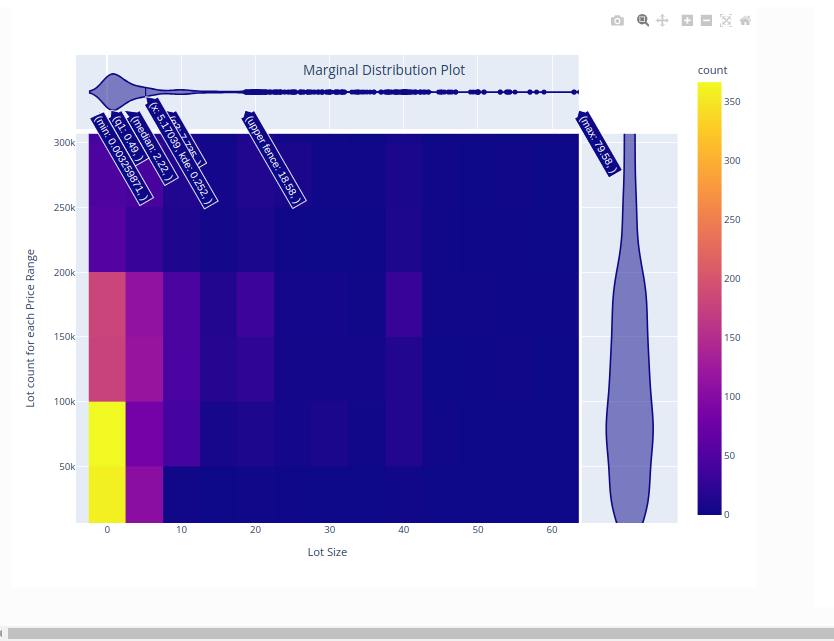 count
Marginal Distribution Plot
(min: 0.003259871, )
(q1: 0.49, )
(median: 2.22, )
(x: 5.17099, kde: 0.252, )
(upper fence: 18.58, )
(max: 79.58, )
350
300
250
200
150
100
50
0
300k
250k
200k
150k
100k
50k
Lot count for each Price Range
0
10
20
30
40
50
60
Lot Size